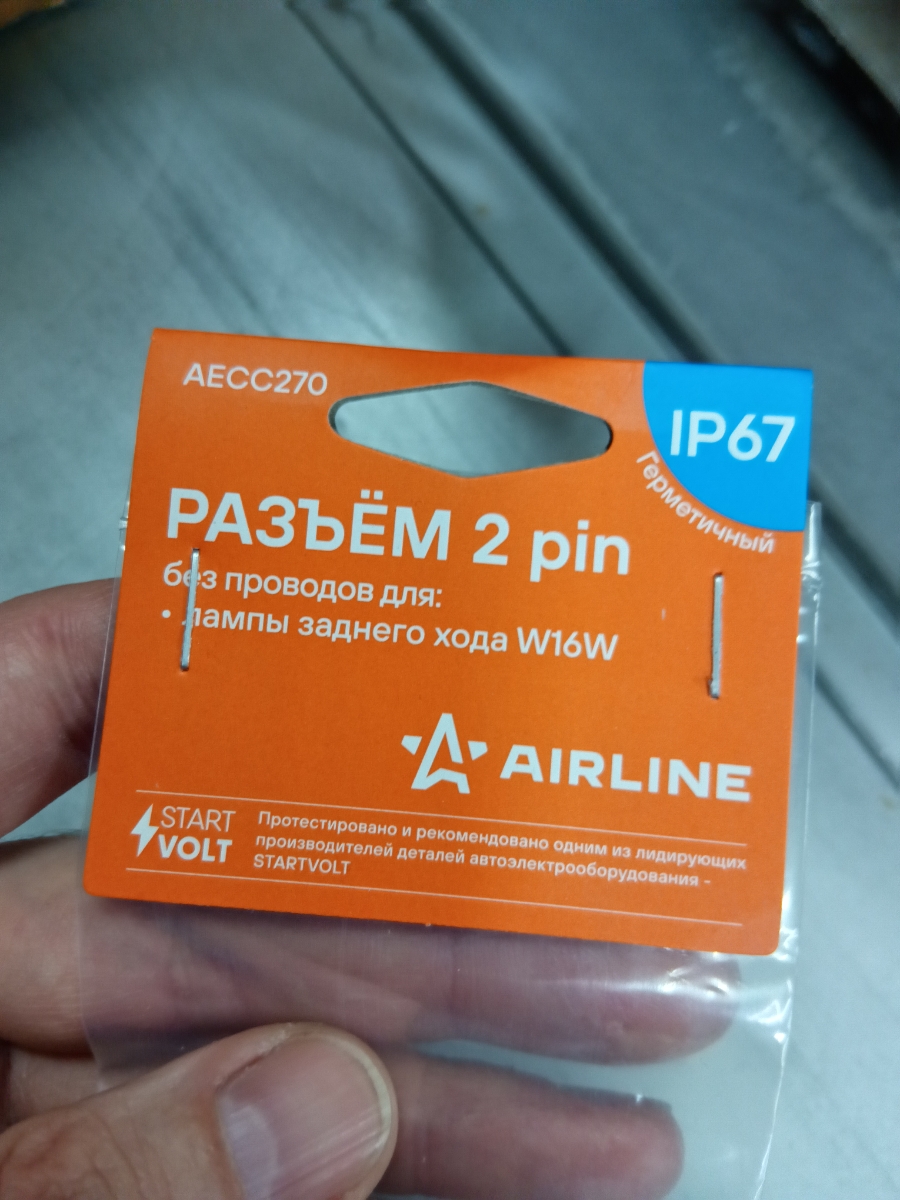 AECC270
IP67
Герметичный
РАЗЪЁМ 2 pin
без проводов для:
• лампы заднего хода W16W
AIRLINE
START
VOLT
Протестировано и рекомендовано одним из лидирующих
производителей деталей автоэлектрооборудования -
STARTVOLT